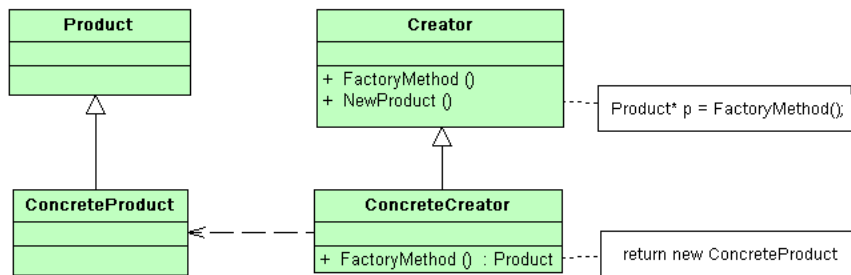 Product
Creator
+ FactoryMethod ()
+ NewProduct ()
Product* p = FactoryMethod();
ConcreteProduct
ConcreteCreator
+ FactoryMethod () : Product
return new ConcreteProduct